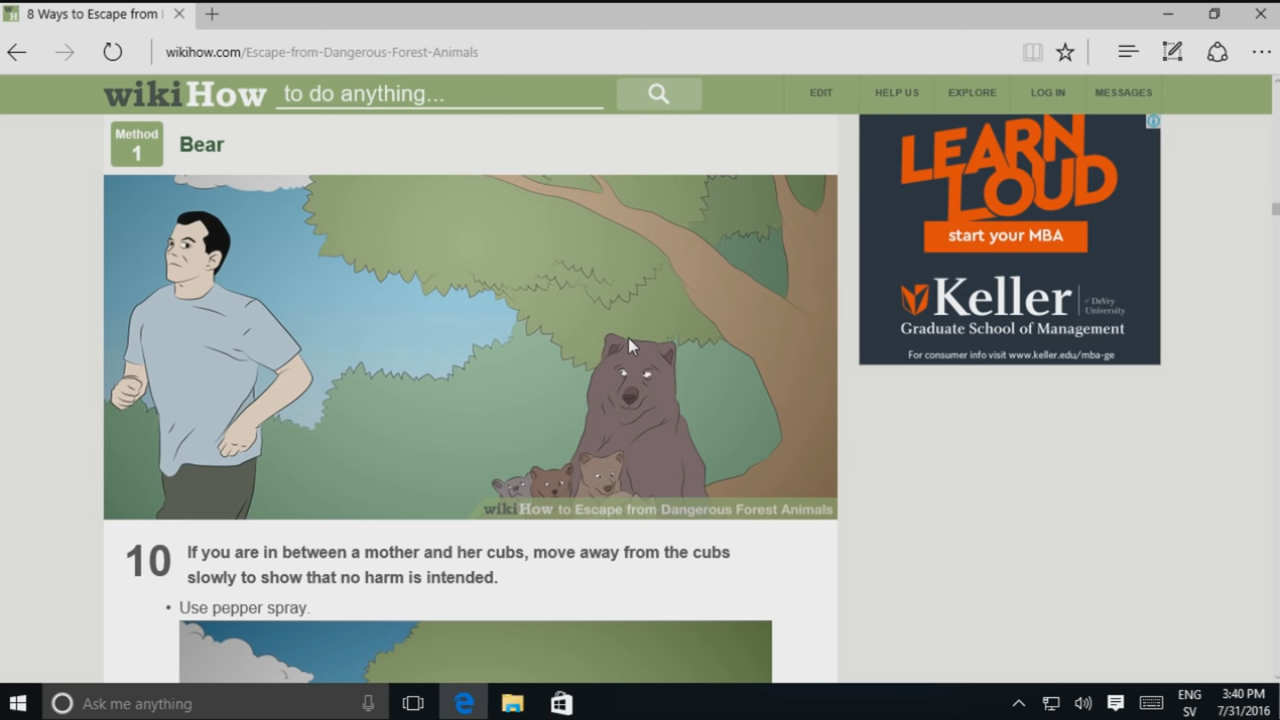 8 Ways to Escape from
wikihow.com/Escape-from-Dangerous-Forest-Animals
wikiHow to do anything...
EDIT HELP US EXPLORE LOG IN MESSAGES
Method
1
Bear
LEARN
LOUD
start your MBA
Keller
of DeVry
University
Graduate School of Management
For consumer info visit www.keller.edu/mba-ge
wikiHow to Escape from Dangerous Forest Animals
10 If you are in between a mother and her cubs, move away from the cubs
slowly to show that no harm is intended.
• Use pepper spray.
Ask me anything
ENG
SV
3:40 PM
7/31/2016